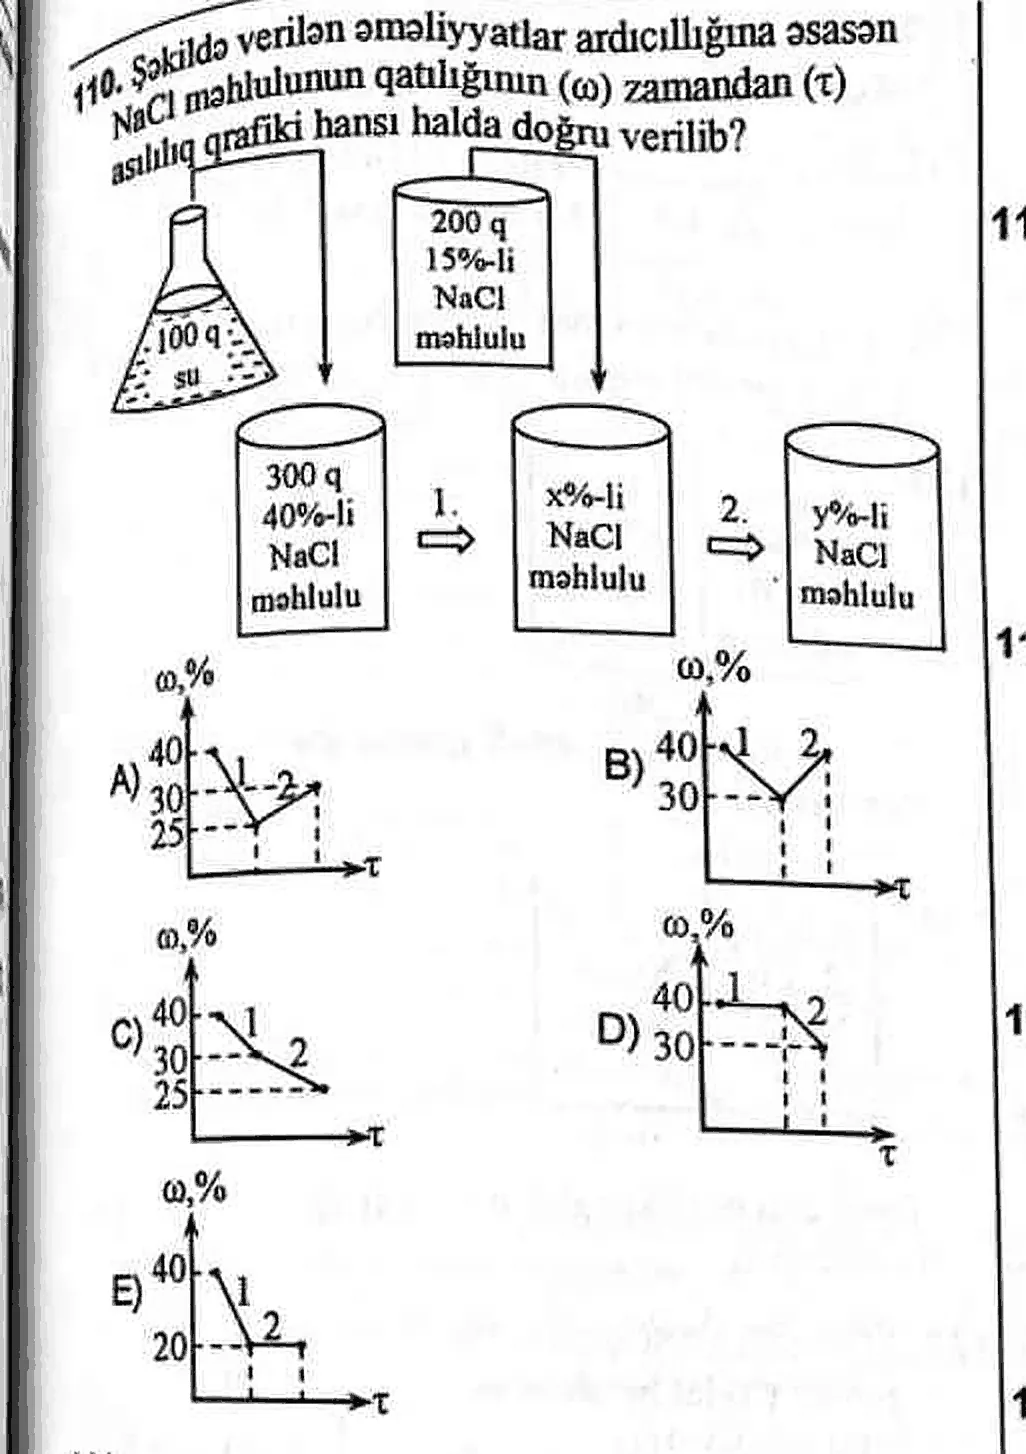 110. Şəkildə verilən əməliyyatlar ardıcıllığına əsasən
NaCl məhlulunun qatılığının (ω) zamandan (τ)
asılılıq qrafiki hansı halda doğru verilib?
100 q
su
200 q
15%-li
NaCl
məhlulu
300 q
40%-li
NaCl
məhlulu
1.
x%-li
NaCl
məhlulu
2.
y%-li
NaCl
məhlulu
A)
ω,%
40
30
25
1
2
τ
B)
ω,%
40
30
1
2
τ
C)
ω,%
40
30
25
1
2
τ
D)
ω,%
40
30
1
2
τ
E)
ω,%
40
20
1
2
τ
11
1
1